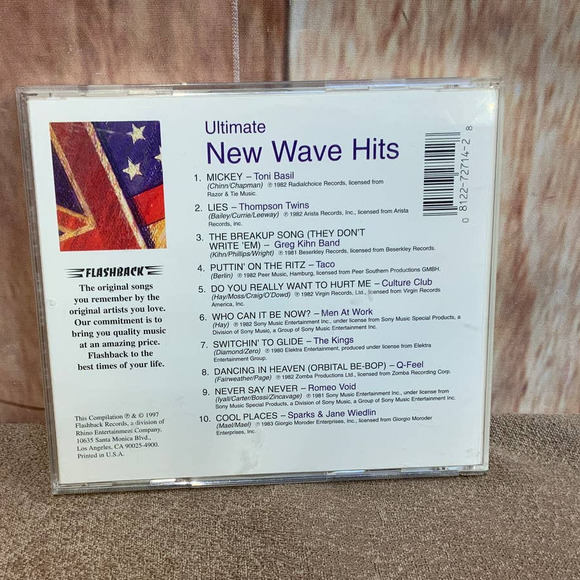 Ultimate
New Wave Hits
1. MICKEY – Toni Basil
(Chinn/Chapman) ℗ 1982 Radialchoice Records, licensed from
Razor & Tie Music.
2. LIES – Thompson Twins
(Bailey/Currie/Leeway) ℗ 1982 Arista Records, Inc., licensed from Arista
Records, Inc.
3. THE BREAKUP SONG (THEY DON'T
WRITE 'EM) – Greg Kihn Band
(Kihn/Phillips/Wright) ℗ 1981 Beserkley Records, licensed from Beserkley Records.
4. PUTTIN' ON THE RITZ – Taco
(Berlin) ℗ 1982 Peer Music, Hamburg, licensed from Peer Southern Productions GMBH.
5. DO YOU REALLY WANT TO HURT ME – Culture Club
(Hay/Moss/Craig/O'Dowd) ℗ 1982 Virgin Records, Ltd., licensed from Virgin Records
America, Inc.
6. WHO CAN IT BE NOW? – Men At Work
(Hay) ℗ 1982 Sony Music Entertainment Inc., under license from Sony Music Special Products, a
Division of Sony Music, a Group of Sony Music Entertainment Inc.
7. SWITCHIN' TO GLIDE – The Kings
(Diamond/Zero) ℗ 1980 Elektra Entertainment, produced under license from Elektra
Entertainment Group.
8. DANCING IN HEAVEN (ORBITAL BE-BOP) – Q-Feel
(Fairweather/Page) ℗ 1982 Zomba Productions Ltd., licensed from Zomba Recording Corp.
9. NEVER SAY NEVER – Romeo Void
(Iyall/Carter/Bossi/Zincavage) ℗ 1981 Sony Music Entertainment Inc., under license from
Sony Music Special Products, a Division of Sony Music, a Group of Sony Music Entertainment Inc.
10. COOL PLACES – Sparks & Jane Wiedlin
(Mael/Mael) ℗ 1983 Giorgio Moroder Enterprises, Inc., licensed from Giorgio Moroder
Enterprises, Inc.
0 8122-72714-2 8
FLASHBACK
The original songs
you remember by the
original artists you love.
Our commitment is to
bring you quality music
at an amazing price.
Flashback to the
best times of your life.
This Compilation ℗ & © 1997
Flashback Records, a division of
Rhino Entertainment Company,
10635 Santa Monica Blvd.,
Los Angeles, CA 90025-4900.
Printed in U.S.A.